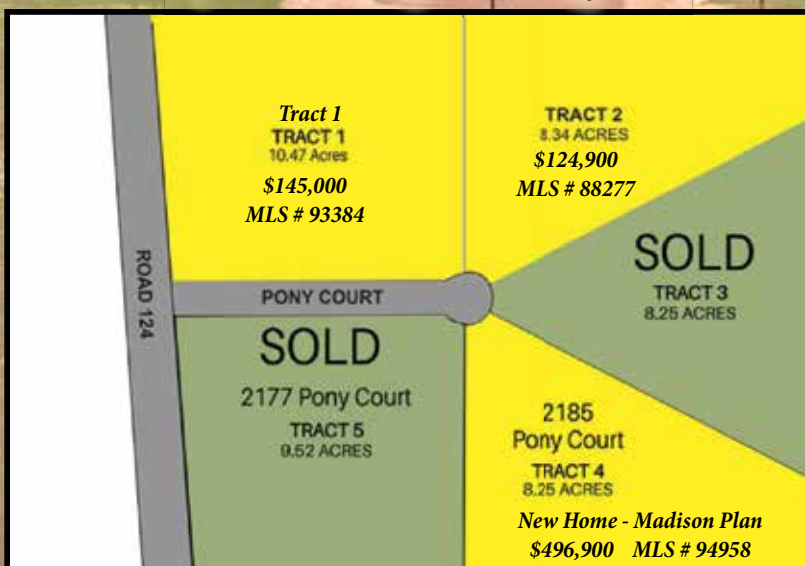 Tract 1
TRACT 1
10.47 Acres
$145,000
MLS # 93384
TRACT 2
8.34 ACRES
$124,900
MLS # 88277
SOLD
TRACT 3
8.25 ACRES
ROAD 124
PONY COURT
SOLD
2177 Pony Court
TRACT 5
9.52 ACRES
2185
Pony Court
TRACT 4
8.25 ACRES
New Home - Madison Plan
$496,900 MLS # 94958